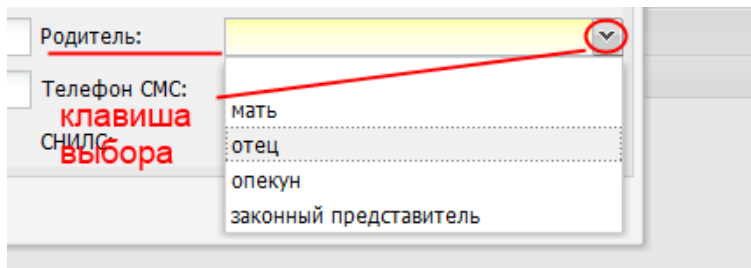 Родитель:
Телефон СМС:
мать
клавиша
СНИЛС:
отец
выбора
опекун
законный представитель